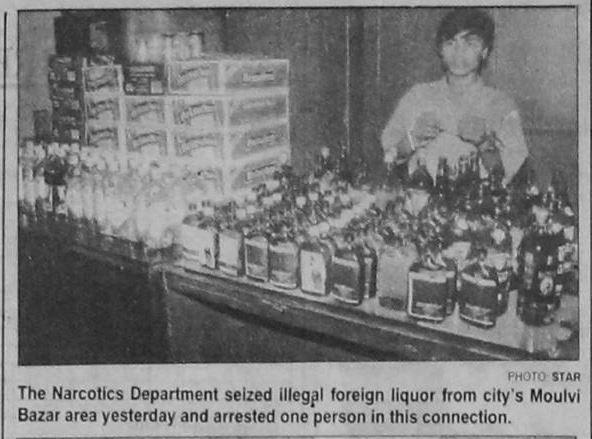 PHOTO: STAR
The Narcotics Department seized illegal foreign liquor from city's Moulvi
Bazar area yesterday and arrested one person in this connection.